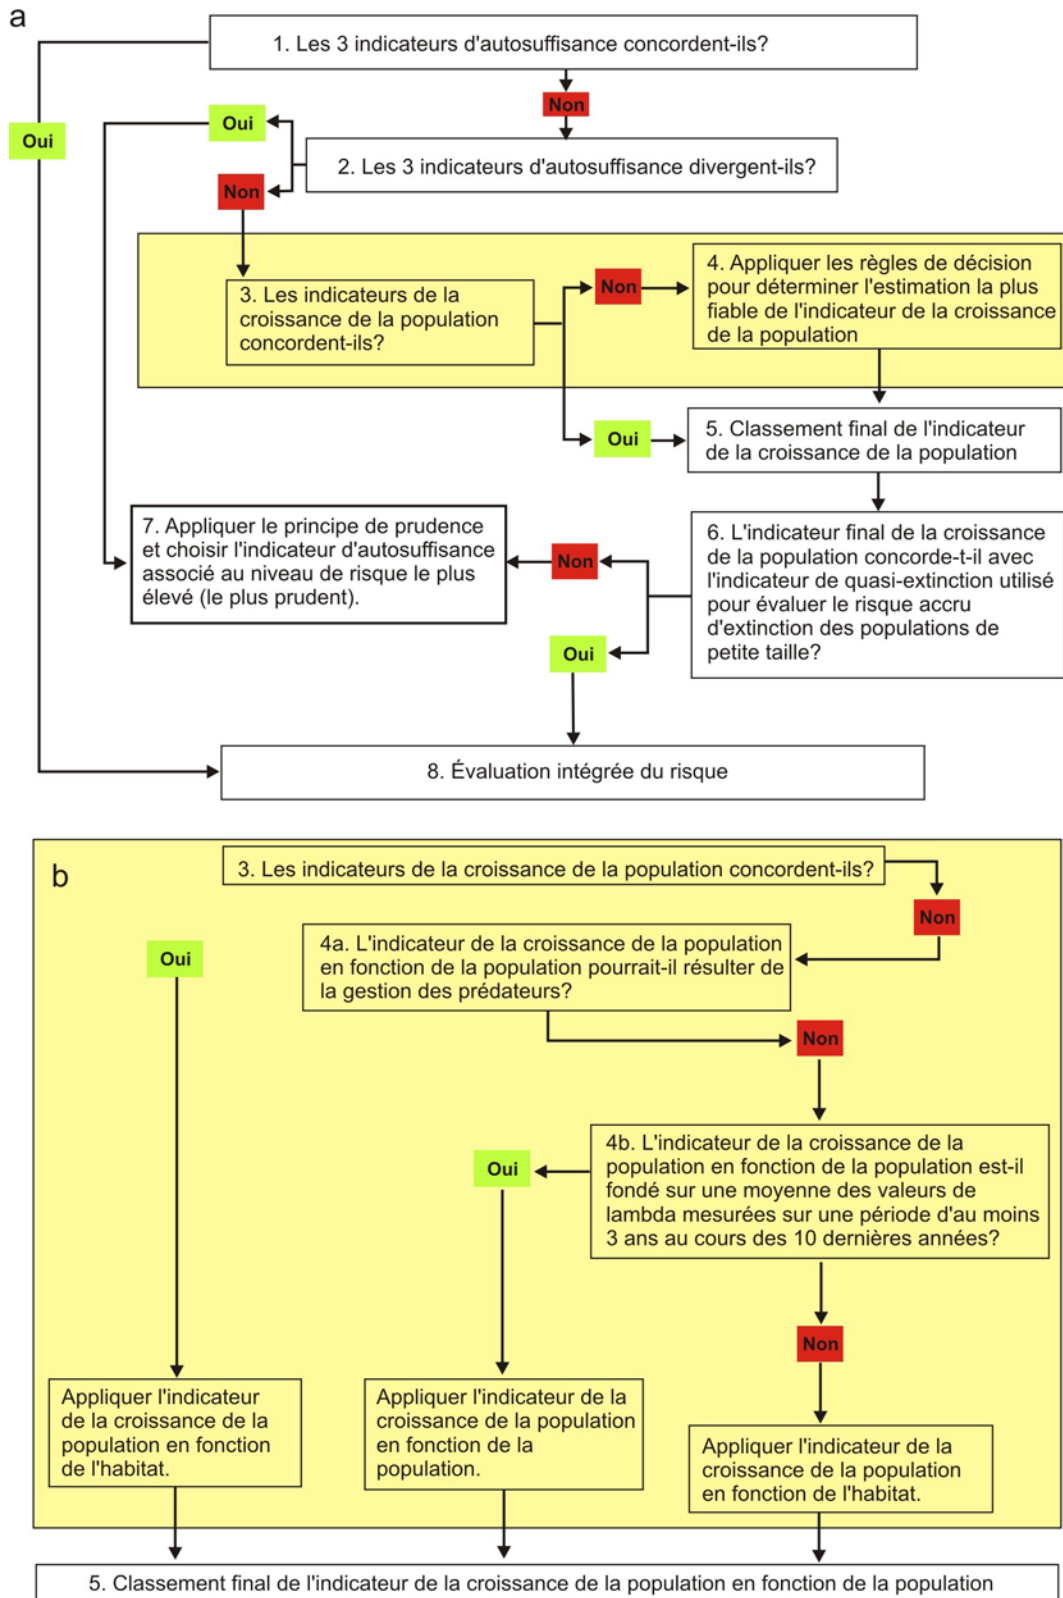 a
1. Les 3 indicateurs d'autosuffisance concordent-ils?
Non
Oui
Oui
2. Les 3 indicateurs d'autosuffisance divergent-ils?
Non
3. Les indicateurs de la
croissance de la population
concordent-ils?
Non
4. Appliquer les règles de décision
pour déterminer l'estimation la plus
fiable de l'indicateur de la croissance
de la population
Oui
5. Classement final de l'indicateur
de la croissance de la population
7. Appliquer le principe de prudence
et choisir l'indicateur d'autosuffisance
associé au niveau de risque le plus
élevé (le plus prudent).
Non
6. L'indicateur final de la croissance
de la population concorde-t-il avec
l'indicateur de quasi-extinction utilisé
pour évaluer le risque accru
d'extinction des populations de
petite taille?
Oui
8. Évaluation intégrée du risque
b
3. Les indicateurs de la croissance de la population concordent-ils?
Non
Oui
4a. L'indicateur de la croissance de la population
en fonction de la population pourrait-il résulter de
la gestion des prédateurs?
Non
4b. L'indicateur de la croissance de la
population en fonction de la population est-il
fondé sur une moyenne des valeurs de
lambda mesurées sur une période d'au moins
3 ans au cours des 10 dernières années?
Oui
Non
Appliquer l'indicateur
de la croissance de la
population en fonction
de l'habitat.
Appliquer l'indicateur de la
croissance de la population
en fonction de la
population.
Appliquer l'indicateur de la
croissance de la population
en fonction de l'habitat.
5. Classement final de l'indicateur de la croissance de la population en fonction de la population